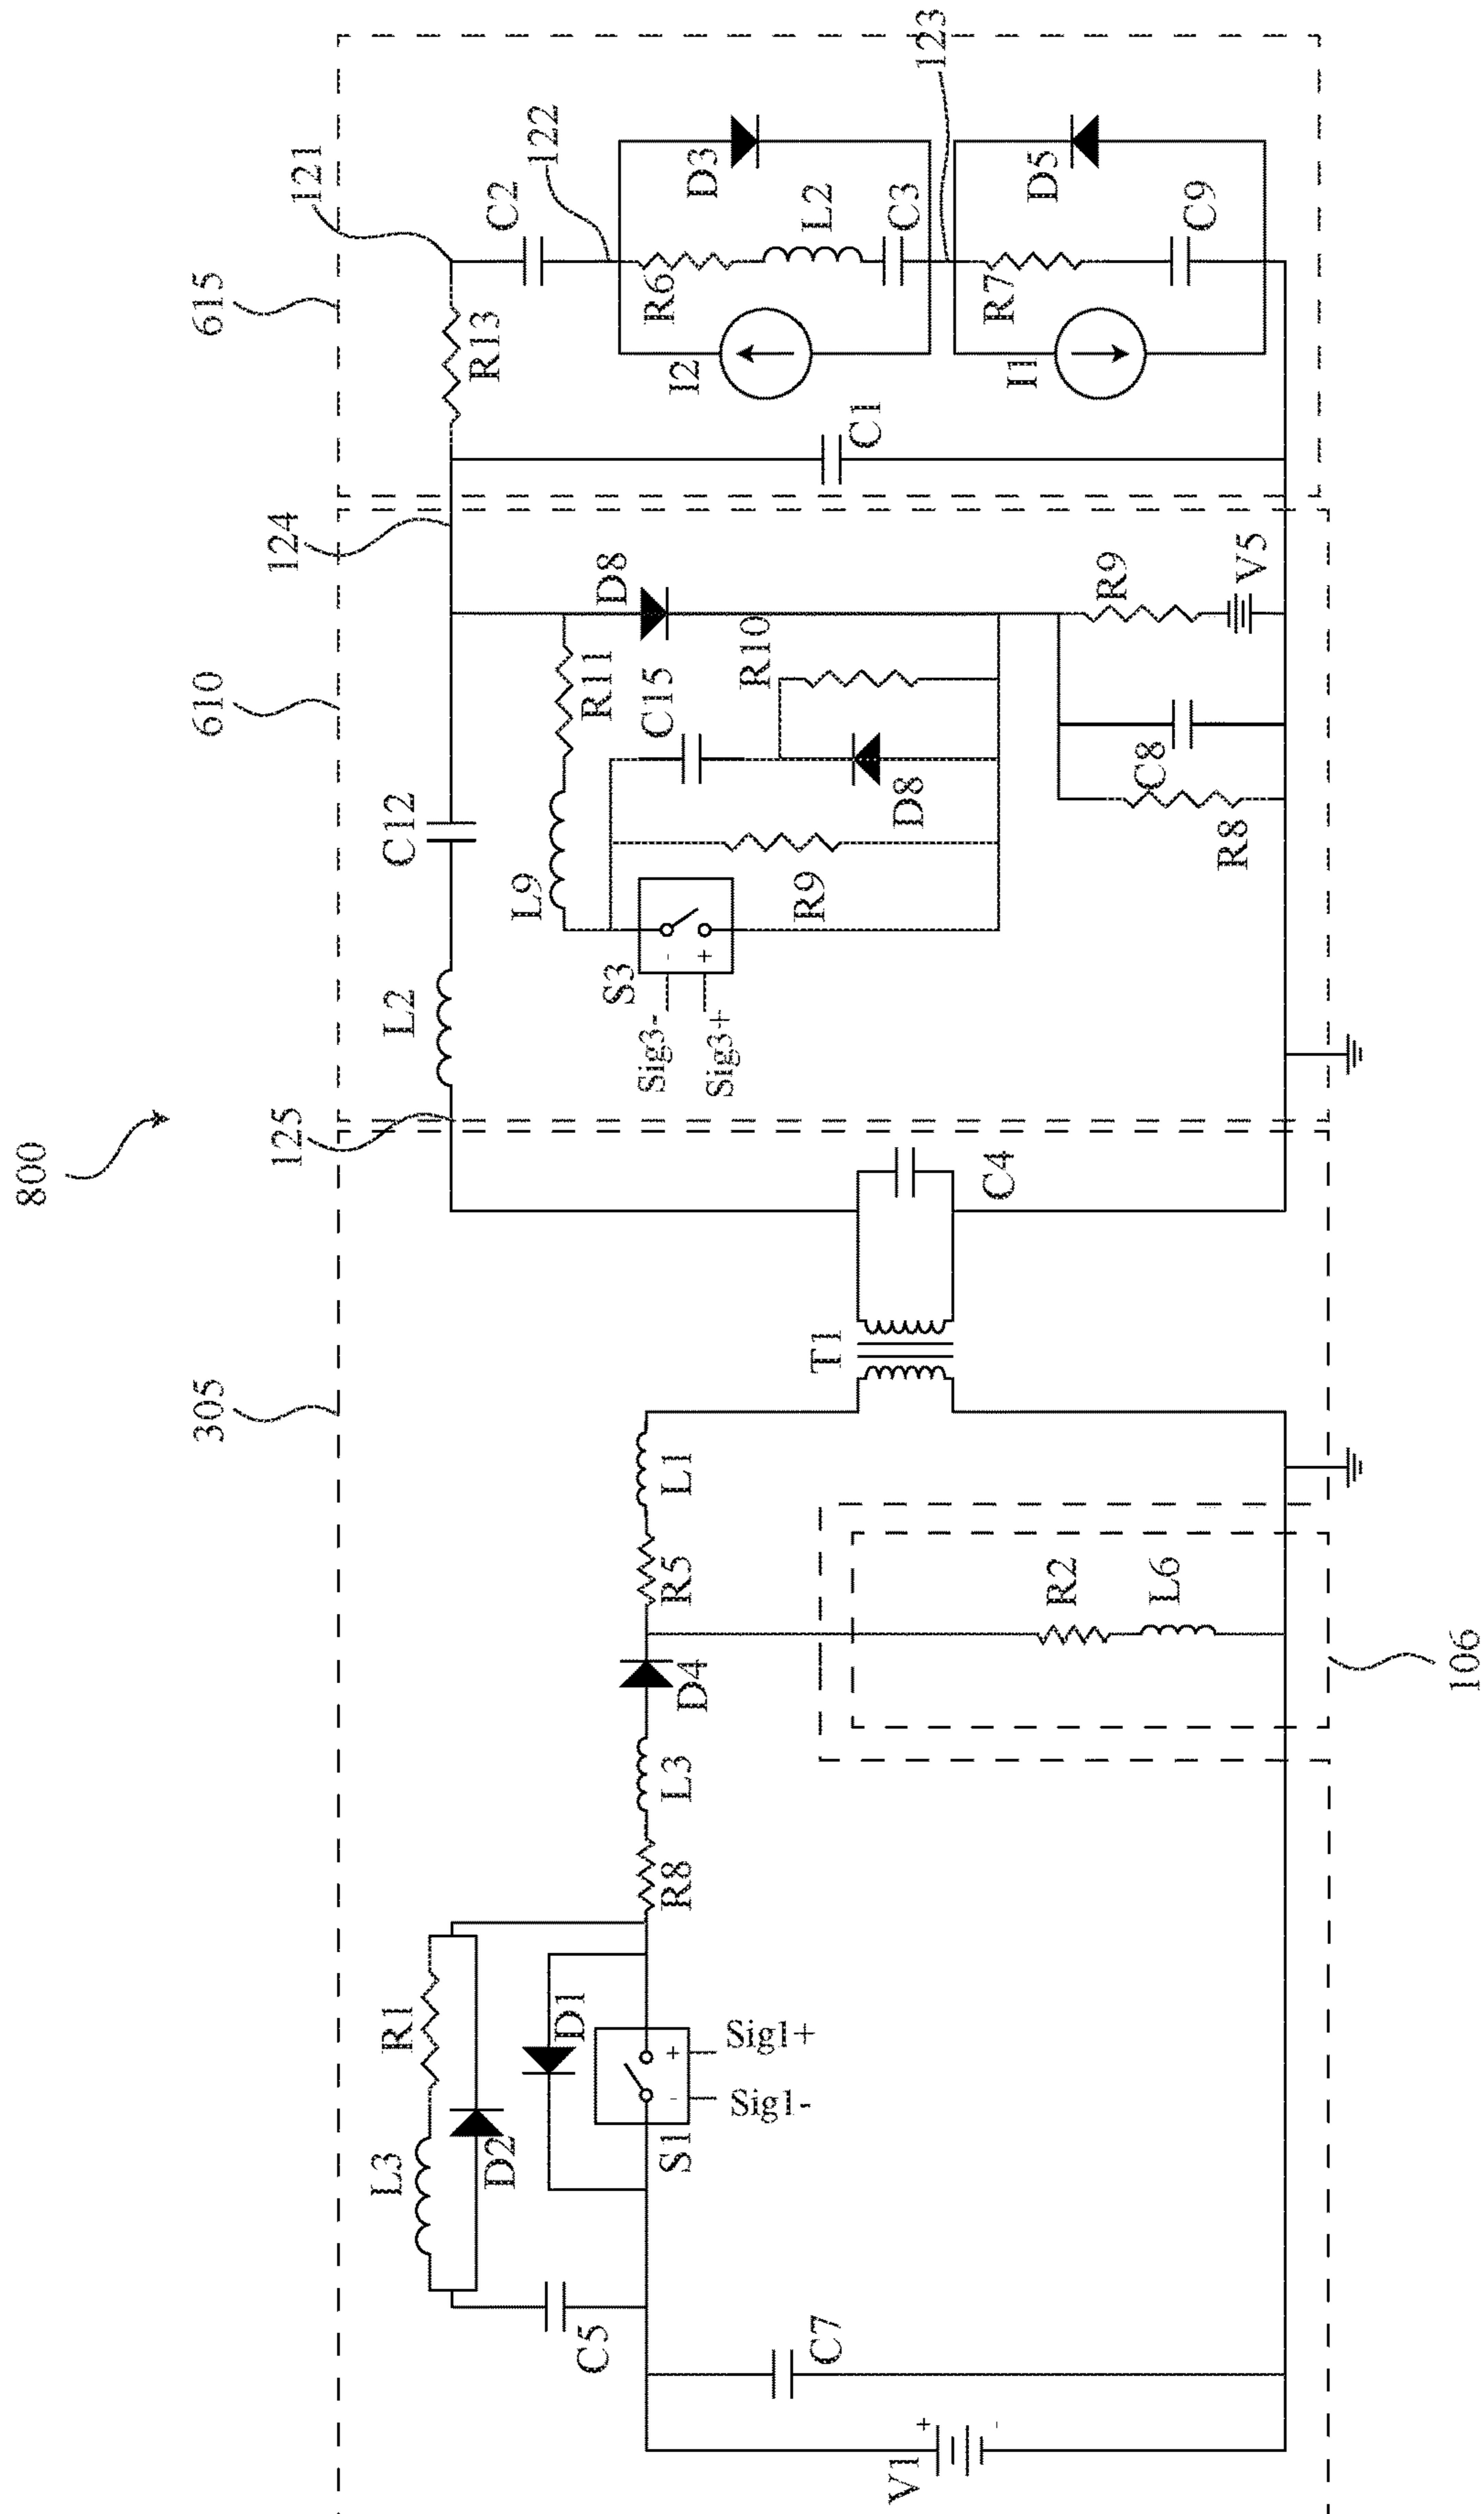 800
305
610
615
125
124
121
L3
R1
D2
C5
D1
S1
Sig1-
Sig1+
C7
V1
+
-
-
+
R8
L3
D4
R5
L1
R2
L6
106
T1
C4
L2
C12
L9
R11
D8
S3
Sig3-
Sig3+
-
+
C15
R10
R9
D8
R8
C8
R9
V5
R13
C2
122
C1
I2
R6
L2
C3
D3
123
I1
R7
C9
D5